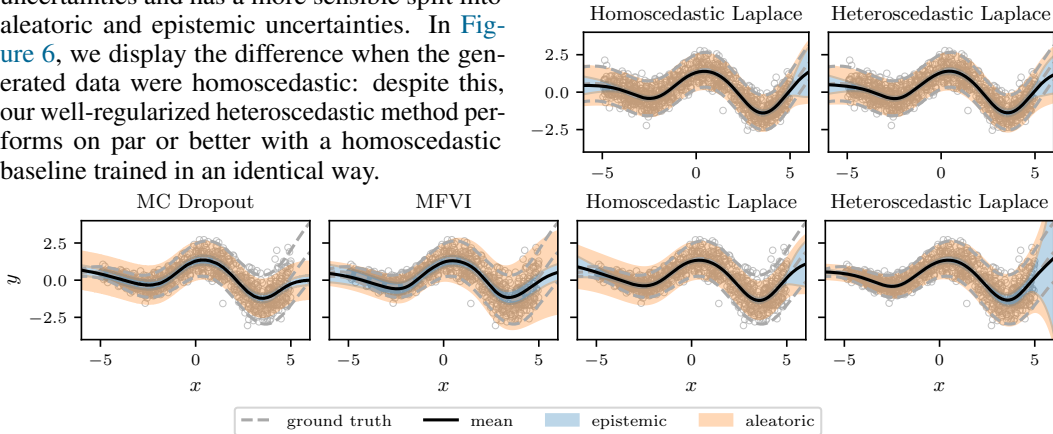 uncertainties and has a more sensible split into
aleatoric and epistemic uncertainties. In Fig-
ure 6, we display the difference when the gen-
erated data were homoscedastic: despite this,
our well-regularized heteroscedastic method per-
forms on par or better with a homoscedastic
baseline trained in an identical way.
Homoscedastic Laplace
Heteroscedastic Laplace
2.5
0.0
−2.5
−5 0 5
−5 0 5
MC Dropout
MFVI
Homoscedastic Laplace
Heteroscedastic Laplace
y
2.5
0.0
−2.5
−5 0 5
−5 0 5
−5 0 5
−5 0 5
x
x
x
x
ground truth
mean
epistemic
aleatoric